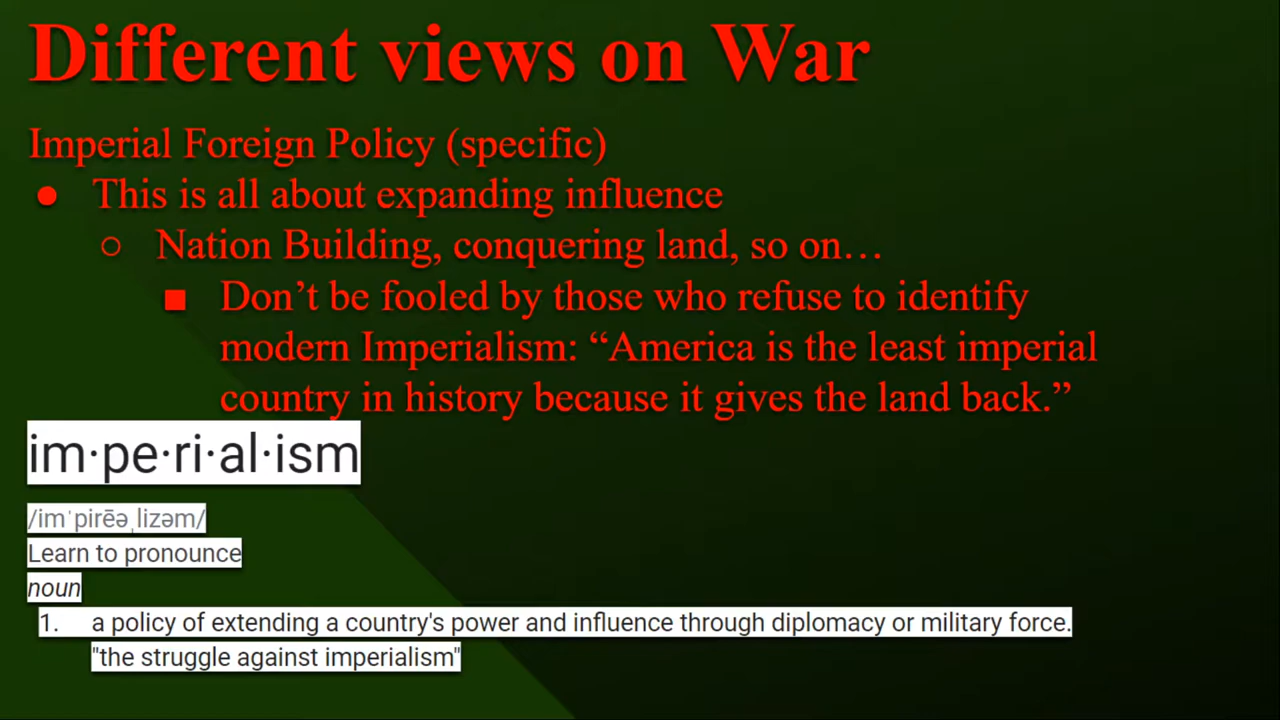 Different views on War
Imperial Foreign Policy (specific)
● This is all about expanding influence
○ Nation Building, conquering land, so on…
■ Don’t be fooled by those who refuse to identify
modern Imperialism: “America is the least imperial
country in history because it gives the land back.”
im·pe·ri·al·ism
/imˈpirēəˌlizəm/
Learn to pronounce
noun
1. a policy of extending a country's power and influence through diplomacy or military force.
"the struggle against imperialism"